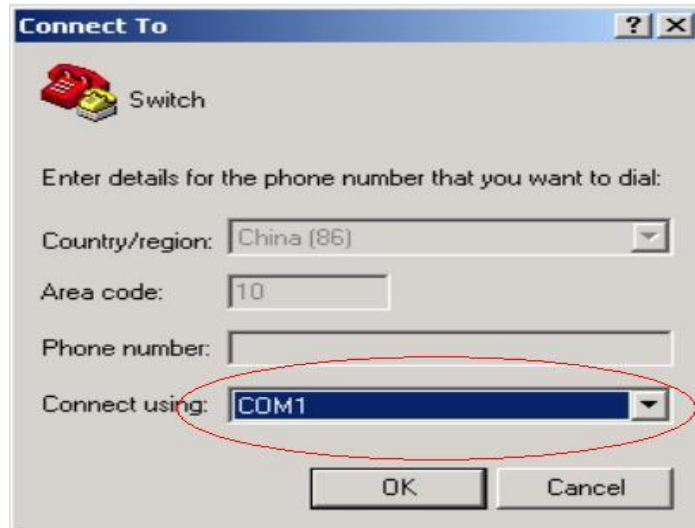 Connect To
Switch
Enter details for the phone number that you want to dial:
Country/region: China (86)
Area code: 10
Phone number:
Connect using: COM1
OK Cancel